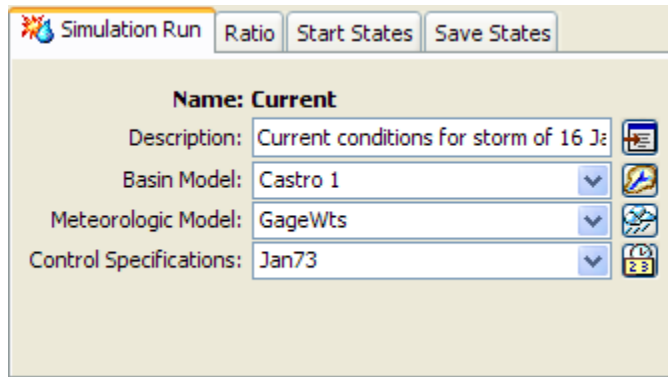 Simulation Run Ratio Start States Save States
Name: Current
Description: Current conditions for storm of 16 Ja
Basin Model: Castro 1
Meteorologic Model: GageWts
Control Specifications: Jan73